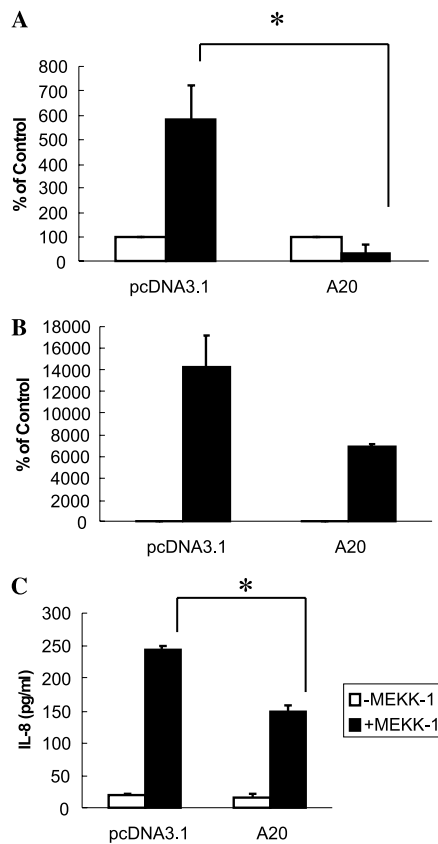 A
*
800
700
600
500
400
300
200
100
0
% of Control
pcDNA3.1 A20
B
18000
16000
14000
12000
10000
8000
6000
4000
2000
0
% of Control
pcDNA3.1 A20
C
*
300
250
200
150
100
50
0
IL-8 (pg/ml)
pcDNA3.1 A20
-MEKK-1
+MEKK-1